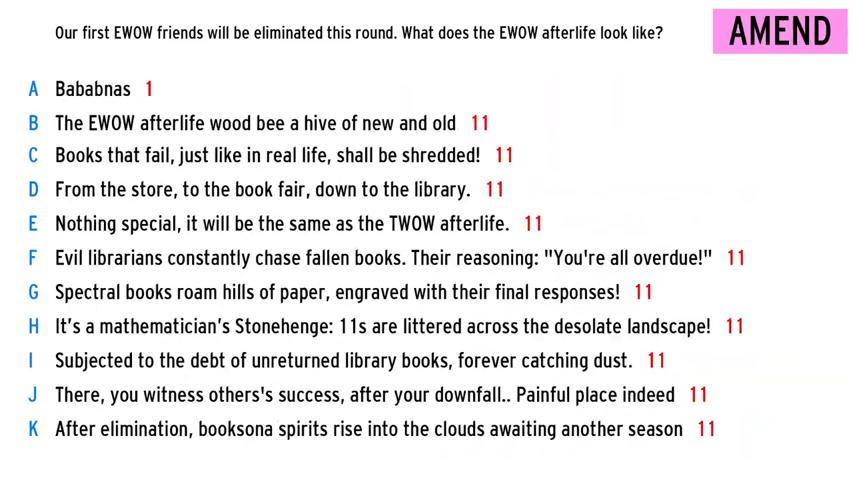 Our first EWOW friends will be eliminated this round. What does the EWOW afterlife look like?
AMEND
A Bababnas 1
B The EWOW afterlife wood bee a hive of new and old 11
C Books that fail, just like in real life, shall be shredded! 11
D From the store, to the book fair, down to the library. 11
E Nothing special, it will be the same as the TWOW afterlife. 11
F Evil librarians constantly chase fallen books. Their reasoning: "You're all overdue!" 11
G Spectral books roam hills of paper, engraved with their final responses! 11
H It’s a mathematician’s Stonehenge: 11s are littered across the desolate landscape! 11
I Subjected to the debt of unreturned library books, forever catching dust. 11
J There, you witness others's success, after your downfall.. Painful place indeed 11
K After elimination, booksona spirits rise into the clouds awaiting another season 11